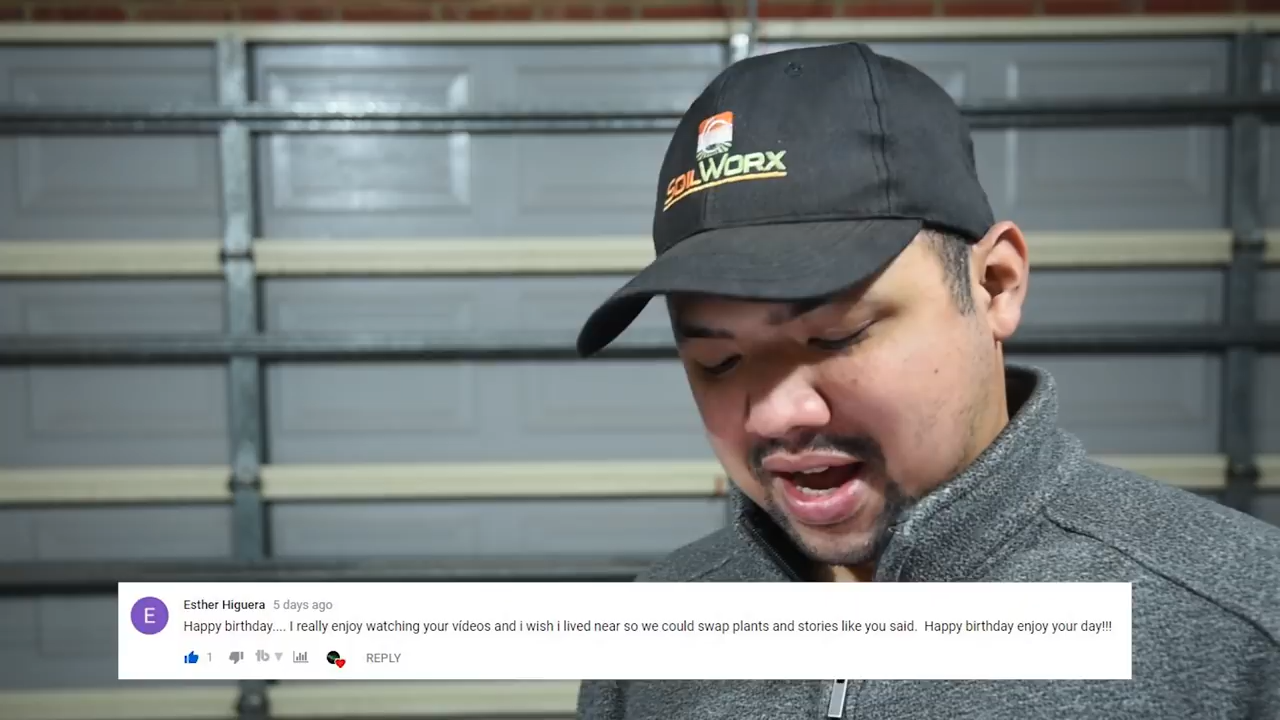 SOILWORX
Esther Higuera 5 days ago
E
Happy birthday.... I really enjoy watching your videos and i wish i lived near so we could swap plants and stories like you said. Happy birthday enjoy your day!!!
1 tb REPLY